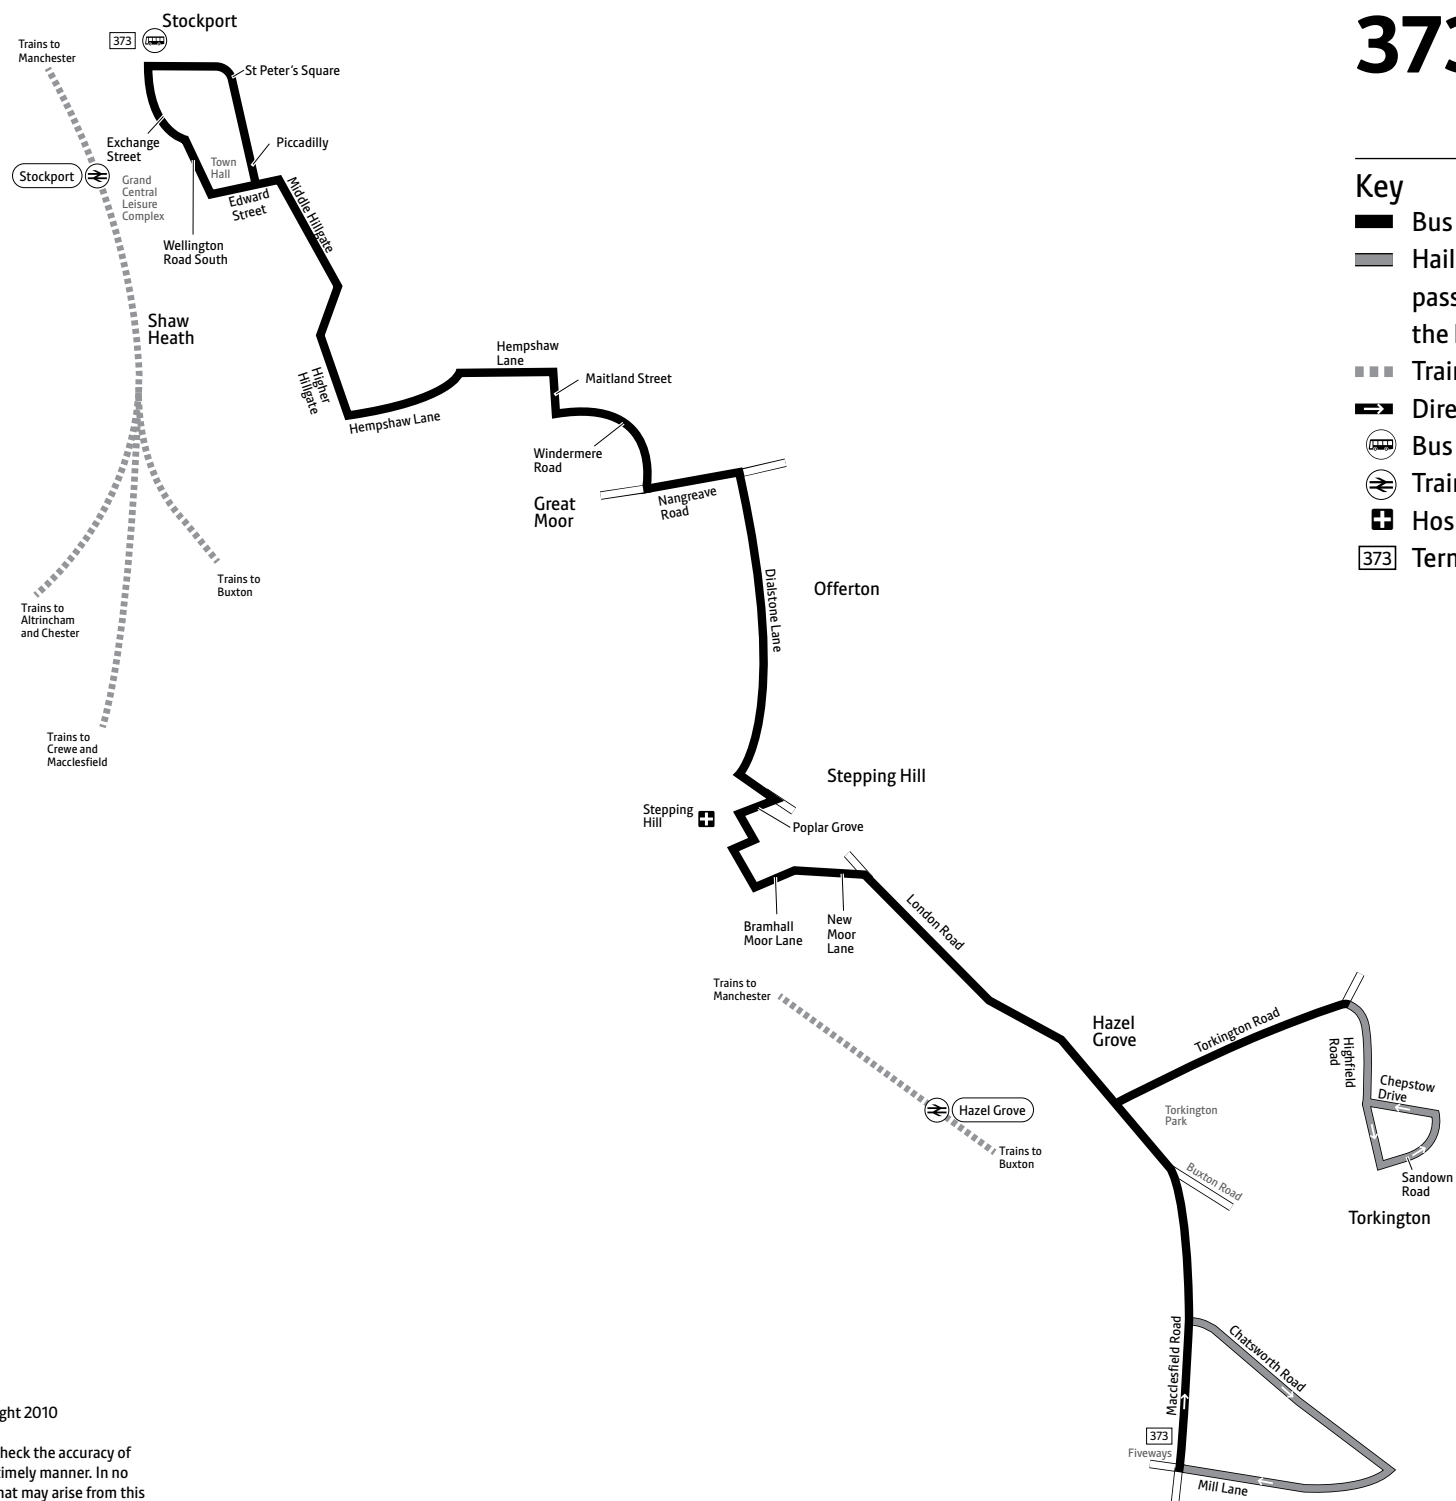 Stockport
373
Trains to
Manchester
St Peter's Square
Exchange
Street
Piccadilly
Town
Hall
Stockport
Grand
Central
Leisure
Complex
Edward
Street
Middle Hillgate
Wellington
Road South
Shaw
Heath
Higher
Hillgate
Hempshaw
Lane
Maitland Street
Hempshaw Lane
Windermere
Road
Great
Moor
Nangreave
Road
Trains to
Buxton
Trains to
Altrincham
and Chester
Dialstone Lane
Offerton
Trains to
Crewe and
Macclesfield
Stepping Hill
Stepping
Hill
Poplar Grove
Bramhall
Moor Lane
New
Moor
Lane
London Road
Trains to
Manchester
Hazel
Grove
Torkington Road
Highfield
Road
Chepstow
Drive
Hazel Grove
Torkington
Park
Trains to
Buxton
Buxton Road
Sandown
Road
Torkington
Macclesfield Road
Chatsworth Road
373
Fiveways
Mill Lane
373
Key
Bus
Hail
pass
the
Train
Dire
Bus
Train
Hos
373 Tern
ght 2010
heck the accuracy of
timely manner. In no
hat may arise from this